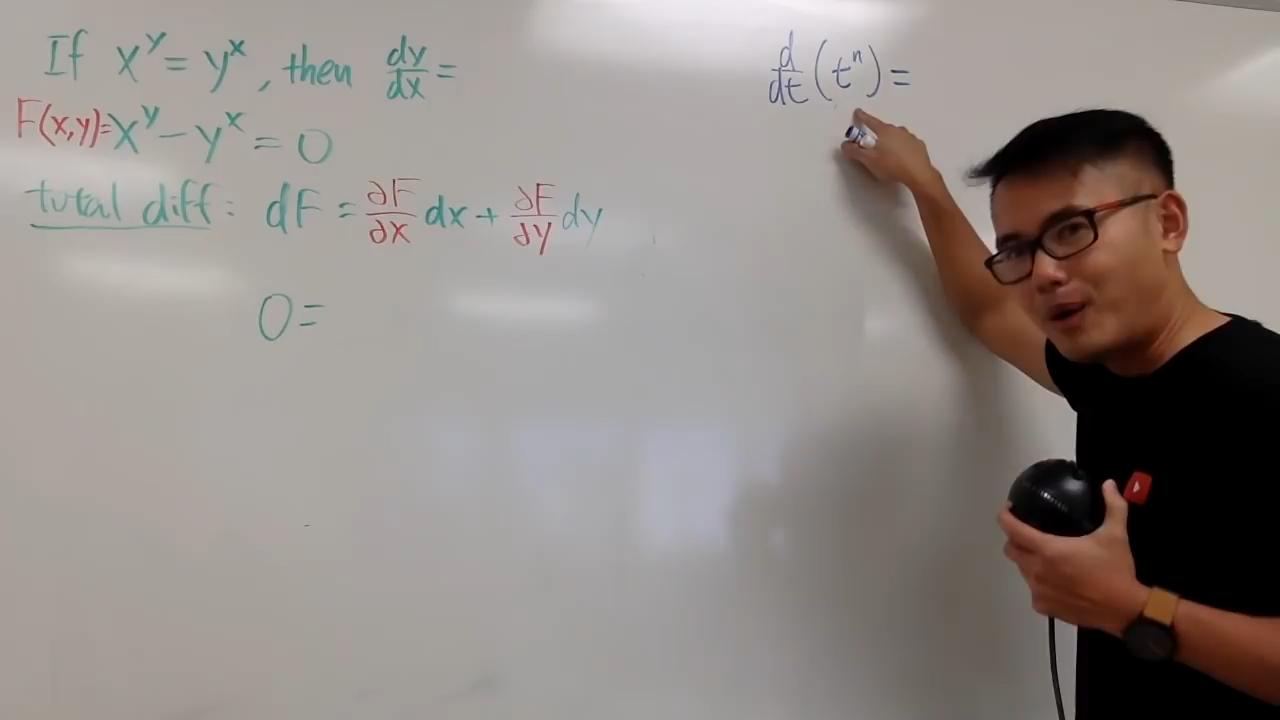 If x^y = y^x, then dy/dx =
F(x,y)= x^y - y^x = 0
total diff: dF = ∂F/∂x dx + ∂F/∂y dy
0 =
d/dt (t^n) =